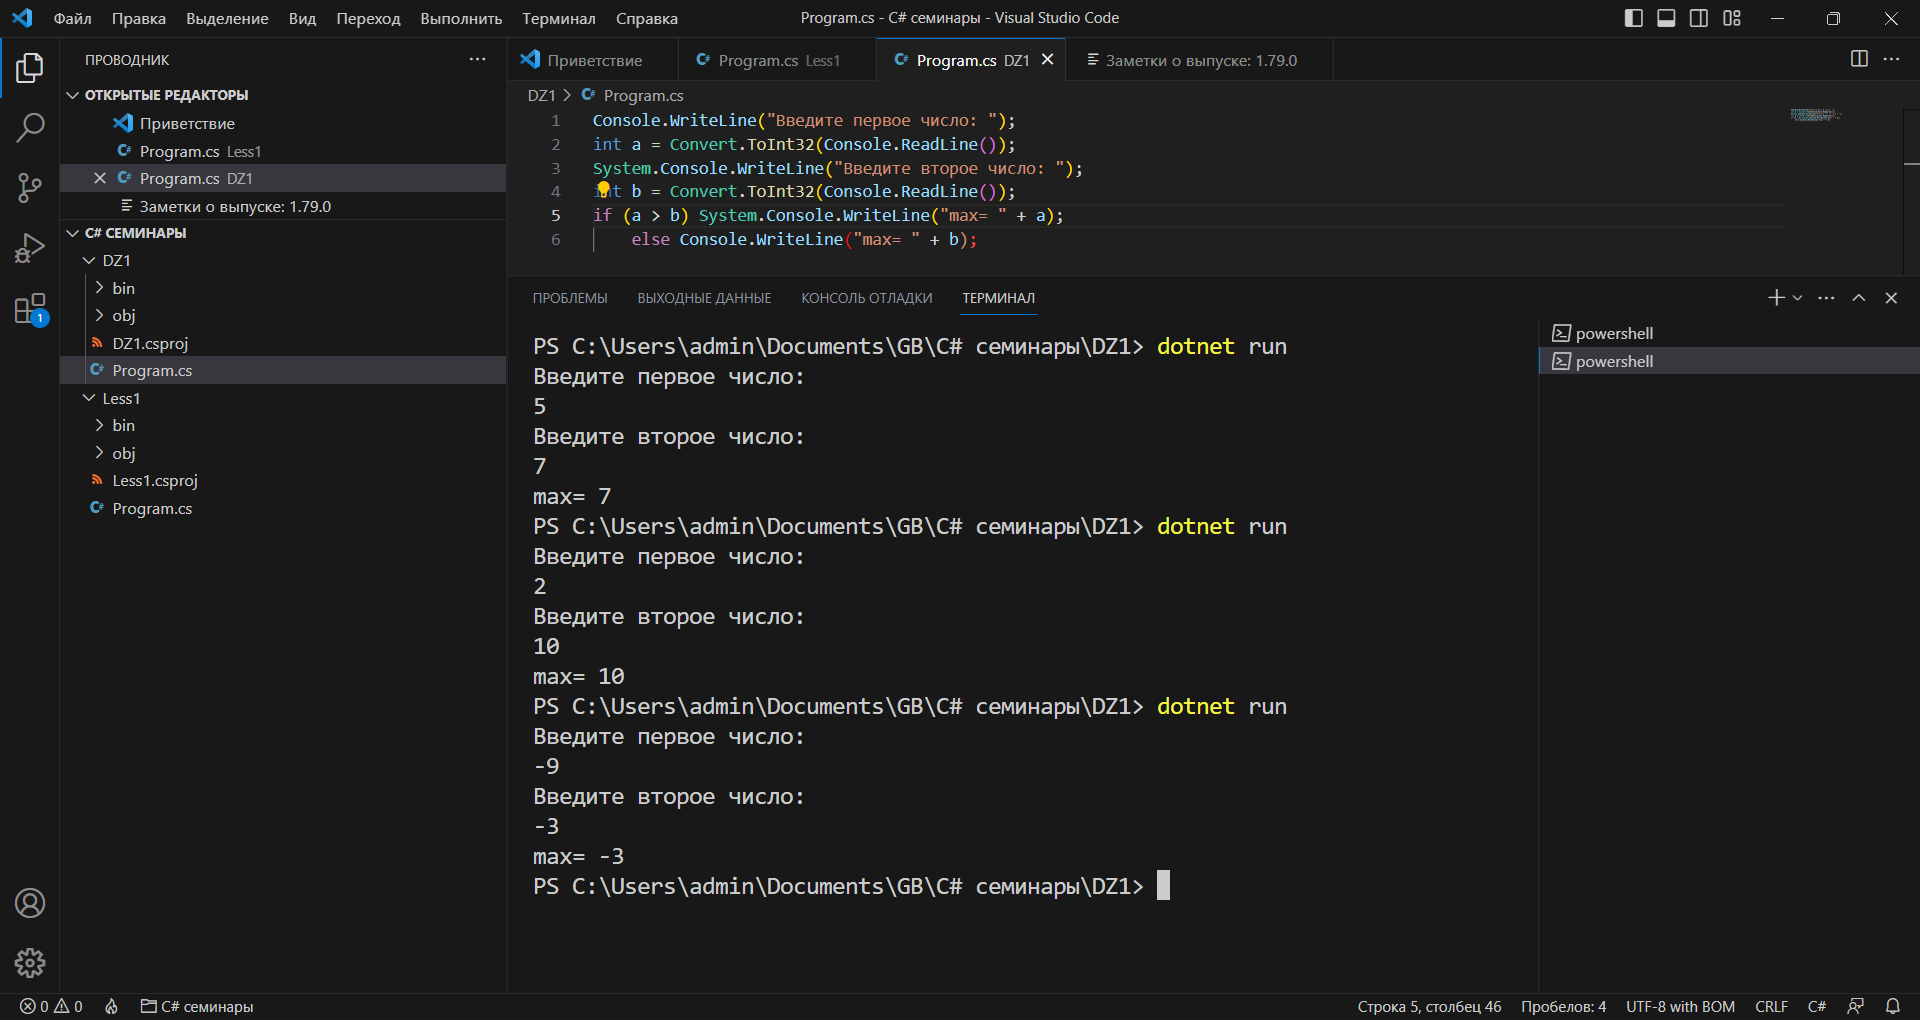 Файл Правка Выделение Вид Переход Выполнить Терминал Справка
Program.cs - C# семинары - Visual Studio Code
ПРОВОДНИК
ОТКРЫТЫЕ РЕДАКТОРЫ
Приветствие
Program.cs Less1
Program.cs DZ1
Заметки о выпуске: 1.79.0
C# СЕМИНАРЫ
DZ1
bin
obj
DZ1.csproj
Program.cs
Less1
bin
obj
Less1.csproj
Program.cs
1
Приветствие
Program.cs Less1
Program.cs DZ1
Заметки о выпуске: 1.79.0
DZ1 > Program.cs
1 Console.WriteLine("Введите первое число: ");
2 int a = Convert.ToInt32(Console.ReadLine());
3 System.Console.WriteLine("Введите второе число: ");
4 int b = Convert.ToInt32(Console.ReadLine());
5 if (a > b) System.Console.WriteLine("max= " + a);
6 else Console.WriteLine("max= " + b);
ПРОБЛЕМЫ ВЫХОДНЫЕ ДАННЫЕ КОНСОЛЬ ОТЛАДКИ ТЕРМИНАЛ
PS C:\Users\admin\Documents\GB\C# семинары\DZ1> dotnet run
Введите первое число:
5
Введите второе число:
7
max= 7
PS C:\Users\admin\Documents\GB\C# семинары\DZ1> dotnet run
Введите первое число:
2
Введите второе число:
10
max= 10
PS C:\Users\admin\Documents\GB\C# семинары\DZ1> dotnet run
Введите первое число:
-9
Введите второе число:
-3
max= -3
PS C:\Users\admin\Documents\GB\C# семинары\DZ1>
powershell
powershell
0 0 C# семинары
Строка 5, столбец 46 Пробелов: 4 UTF-8 with BOM CRLF C#